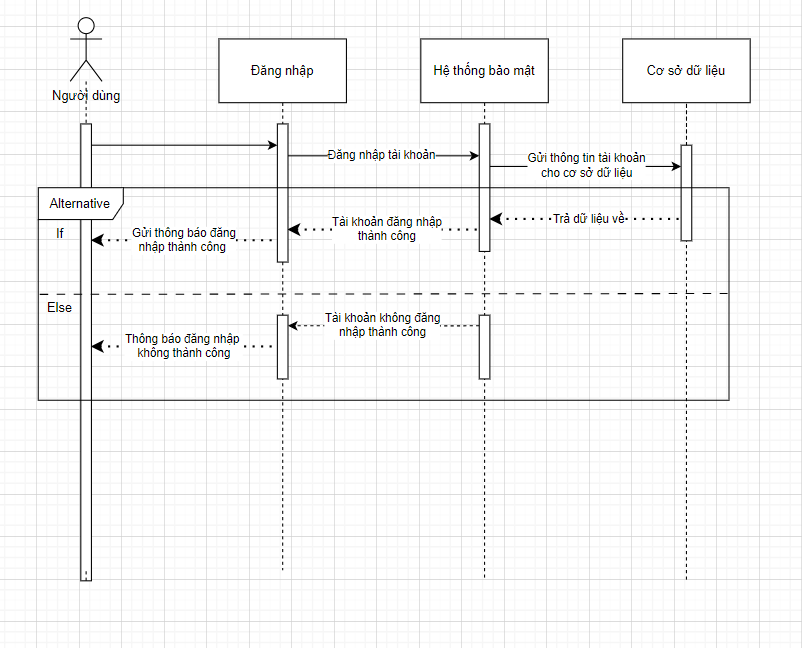 Người dùng
Đăng nhập
Hệ thống bảo mật
Cơ sở dữ liệu
Đăng nhập tài khoản
Gửi thông tin tài khoản
cho cơ sở dữ liệu
Alternative
If
Gửi thông báo đăng
nhập thành công
Tài khoản đăng nhập
thành công
Trả dữ liệu về
Else
Thông báo đăng nhập
không thành công
Tài khoản không đăng
nhập thành công